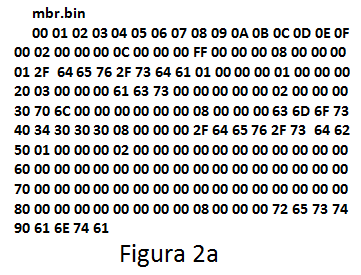 mbr.bin
00 01 02 03 04 05 06 07 08 09 0A 0B 0C 0D 0E 0F
00 02 00 00 00 0C 00 00 00 FF 00 00 00 08 00 00 00
01 2F 64 65 76 2F 73 64 61 01 00 00 00 01 00 00 00
20 03 00 00 00 61 63 73 00 00 00 00 00 02 00 00 00
30 70 6C 00 00 00 00 00 00 08 00 00 00 63 6D 6F 73
40 34 30 30 30 08 00 00 00 2F 64 65 76 2F 73 64 62
50 01 00 00 00 02 00 00 00 00 00 00 00 00 00 00 00
60 00 00 00 00 00 00 00 00 00 00 00 00 00 00 00 00
70 00 00 00 00 00 00 00 00 00 00 00 00 00 00 00 00
80 00 00 00 00 00 00 00 00 08 00 00 00 72 65 73 74
90 61 6E 74 61
Figura 2a